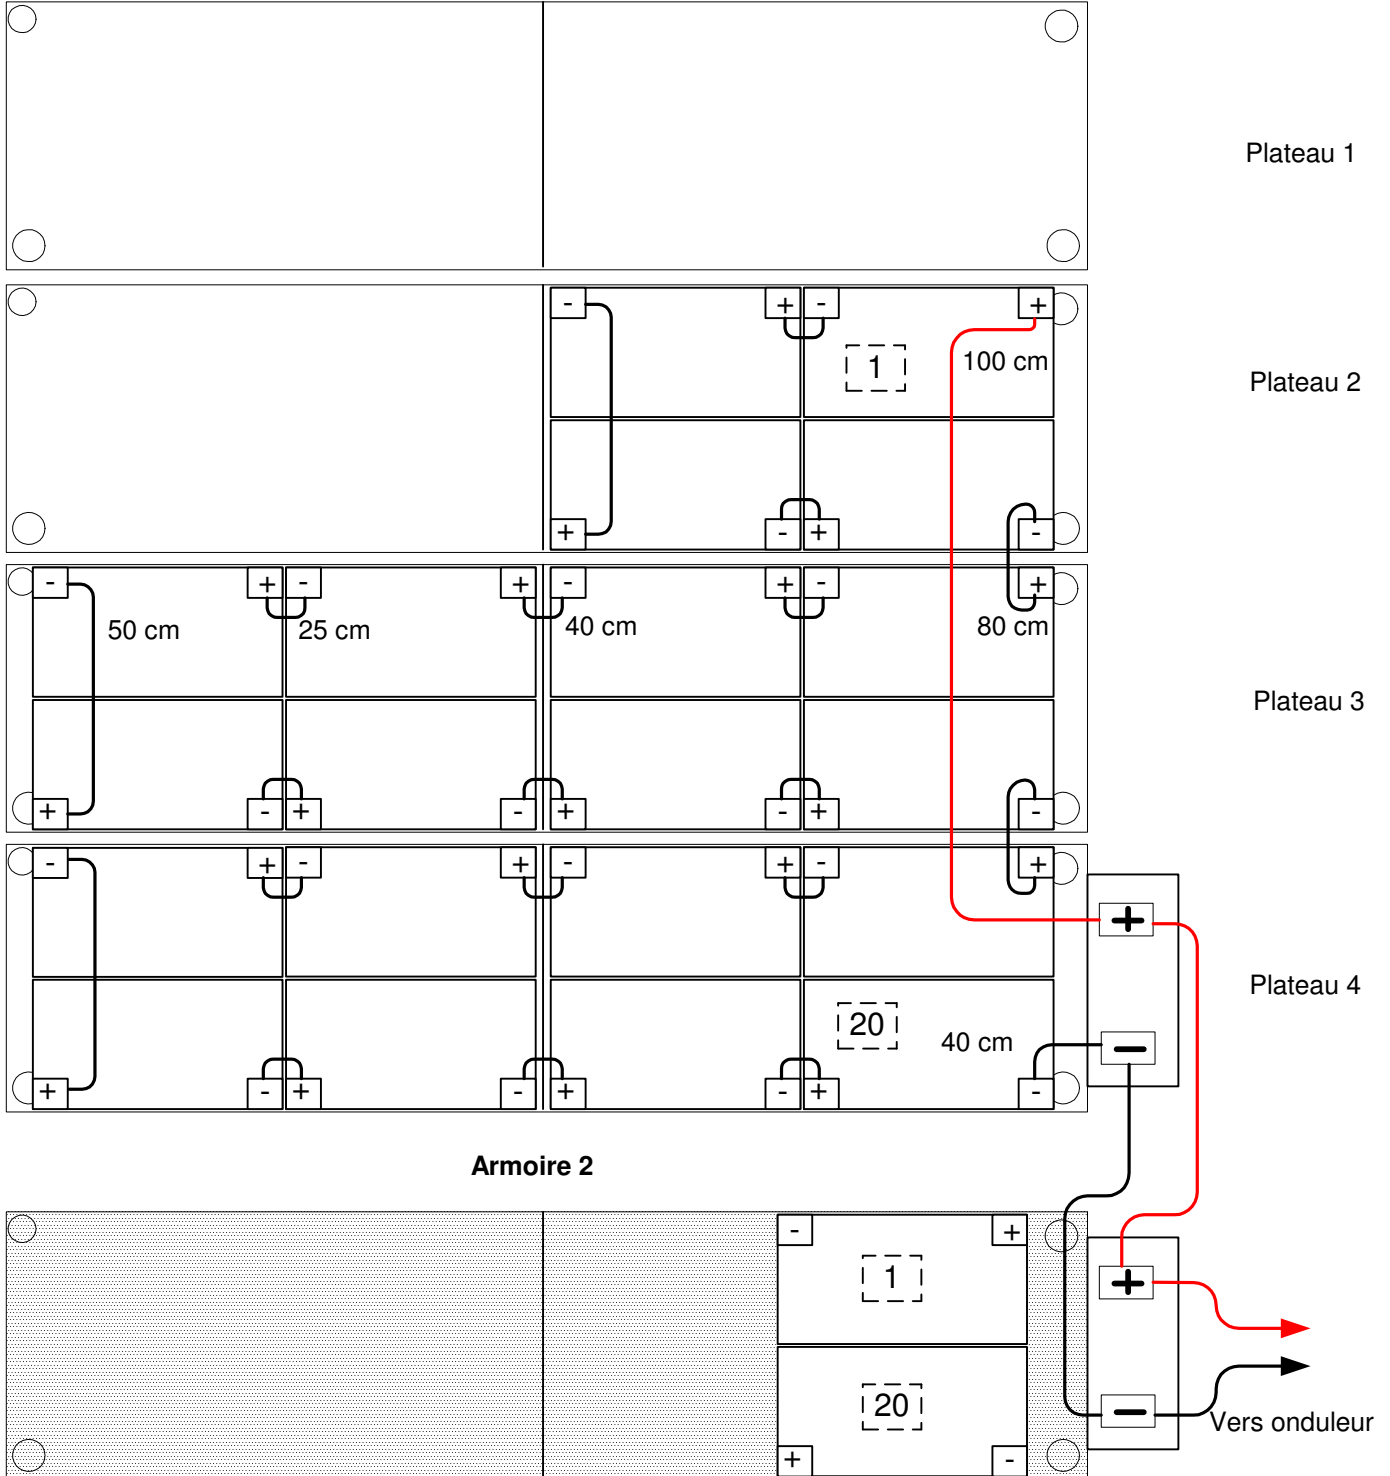 Plateau 1
- + - +
1
100 cm
Plateau 2
+ - + -
- + - + - + - +
50 cm
25 cm
40 cm
80 cm
Plateau 3
+ - + - + - + -
- + - + - + - +
+
Plateau 4
20
40 cm
-
+ - + - + - + -
Armoire 2
- +
1
+
20
-
Vers onduleur
+ -